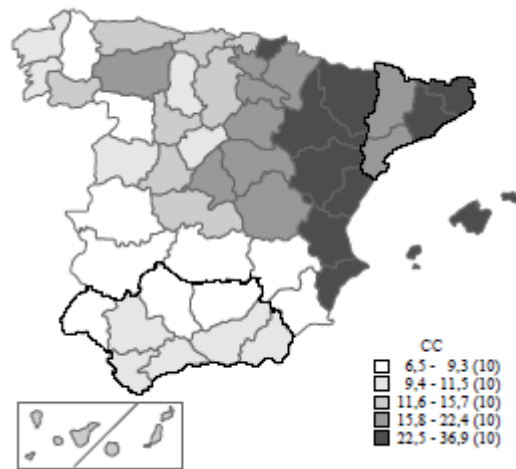 CC
6,5 - 9,3 (10)
9,4 - 11,5 (10)
11,6 - 15,7 (10)
15,8 - 22,4 (10)
22,5 - 36,9 (10)